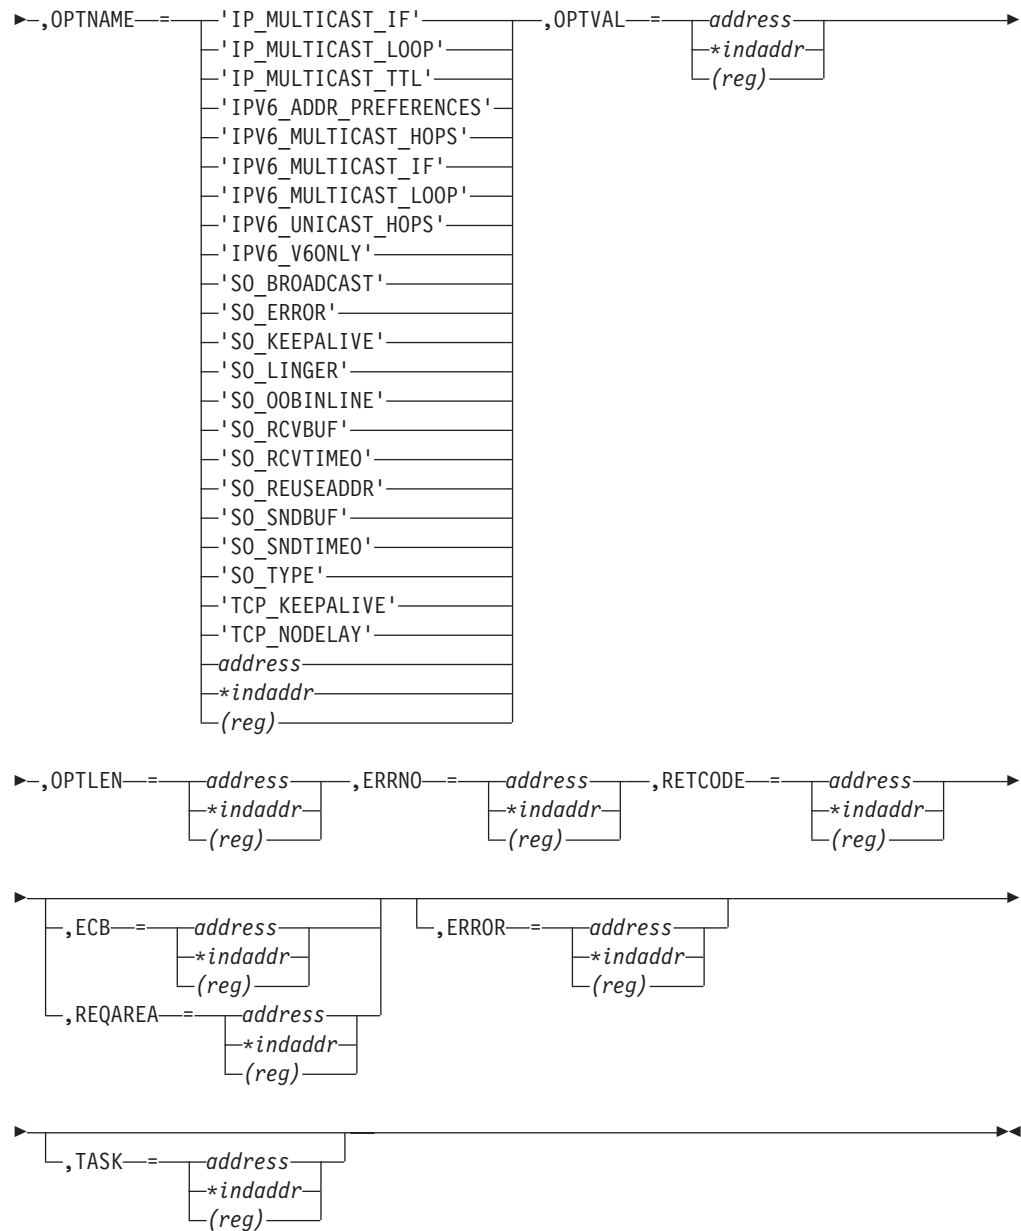 ,OPTNAME = 'IP_MULTICAST_IF' ,OPTVAL = address
'IP_MULTICAST_LOOP' *indaddr
'IP_MULTICAST_TTL' (reg)
'IPV6_ADDR_PREFERENCES'
'IPV6_MULTICAST_HOPS'
'IPV6_MULTICAST_IF'
'IPV6_MULTICAST_LOOP'
'IPV6_UNICAST_HOPS'
'IPV6_V6ONLY'
'SO_BROADCAST'
'SO_ERROR'
'SO_KEEPALIVE'
'SO_LINGER'
'SO_OOBINLINE'
'SO_RCVBUF'
'SO_RCVTIMEO'
'SO_REUSEADDR'
'SO_SNDBUF'
'SO_SNDTIMEO'
'SO_TYPE'
'TCP_KEEPALIVE'
'TCP_NODELAY'
address
*indaddr
(reg)
,OPTLEN = address ,ERRNO = address ,RETCODE = address
*indaddr *indaddr *indaddr
(reg) (reg) (reg)
,ECB = address ,ERROR = address
*indaddr *indaddr
(reg) (reg)
,REQAREA = address
*indaddr
(reg)
,TASK = address
*indaddr
(reg)